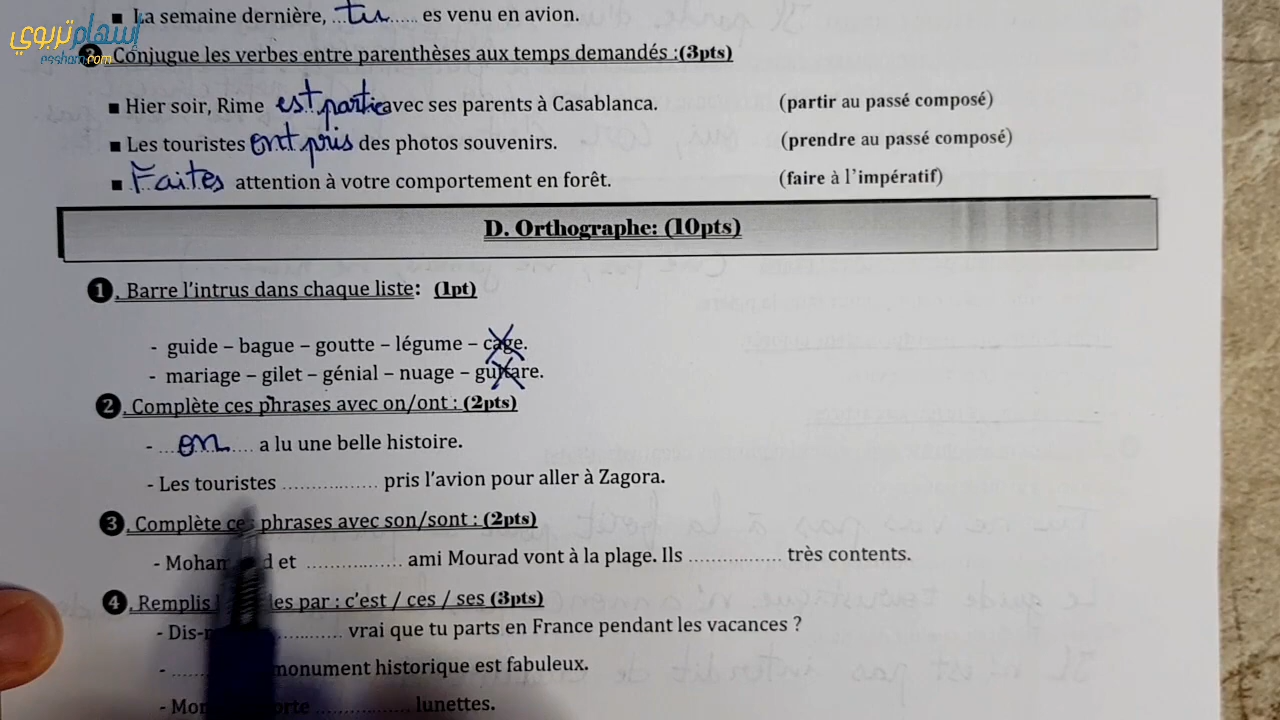 إسهام تربوي
essham.com
■ La semaine dernière, ...tu...... es venu en avion.
Conjugue les verbes entre parenthèses aux temps demandés :(3pts)
■ Hier soir, Rime est partie avec ses parents à Casablanca. (partir au passé composé)
■ Les touristes ont pris des photos souvenirs. (prendre au passé composé)
■ Faites attention à votre comportement en forêt. (faire à l'impératif)
D. Orthographe: (10pts)
1. Barre l'intrus dans chaque liste: (1pt)
- guide – bague – goutte – légume – cage.
- mariage – gilet – génial – nuage – guitare.
2. Complète ces phrases avec on/ont : (2pts)
- ...on.... a lu une belle histoire.
- Les touristes ................. pris l'avion pour aller à Zagora.
3. Complète ces phrases avec son/sont : (2pts)
- et ................. ami Mourad vont à la plage. Ils ................. très contents.
4. Remplis par : c'est / ces / ses (3pts)
- ............ vrai que tu parts en France pendant les vacances ?
- ...... monument historique est fabuleux.
- ................. lunettes.